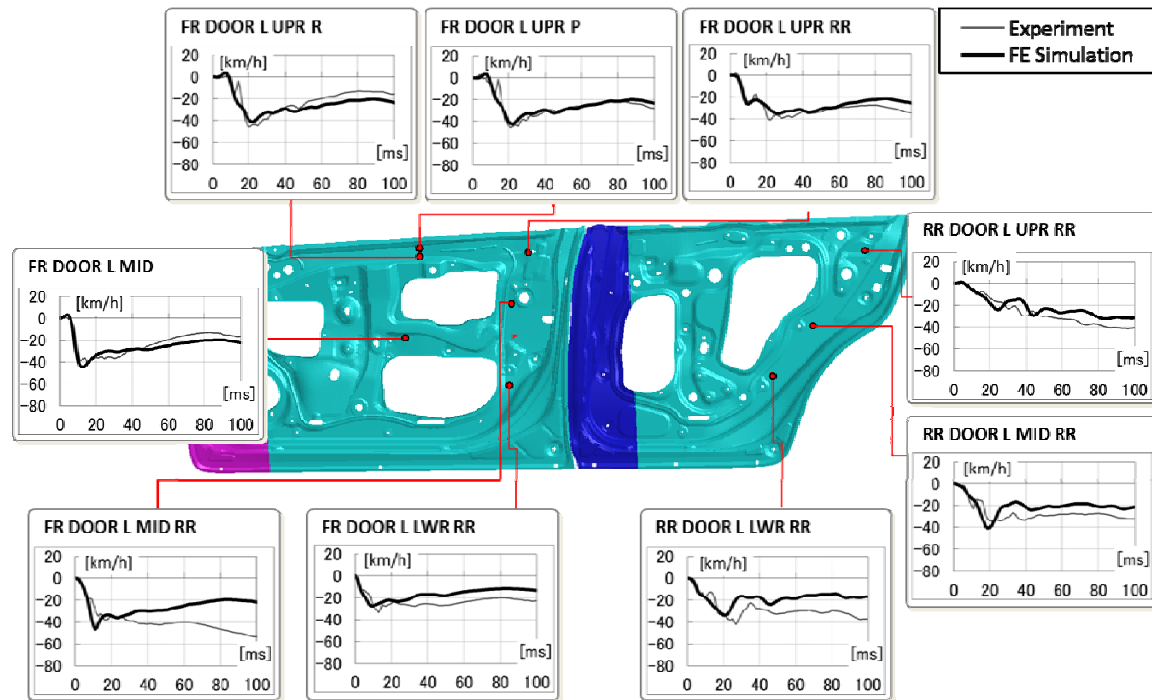 FR DOOR L UPR R
20
[km/h]
0
−20
−40
−60
−80
[ms]
0 20 40 60 80 100
FR DOOR L UPR P
20
[km/h]
0
−20
−40
−60
−80
[ms]
0 20 40 60 80 100
FR DOOR L UPR RR
20
[km/h]
0
−20
−40
−60
−80
[ms]
0 20 40 60 80 100
Experiment
FE Simulation
FR DOOR L MID
20
[km/h]
0
−20
−40
−60
−80
[ms]
0 20 40 60 80 100
RR DOOR L UPR RR
20
[km/h]
0
−20
−40
−60
−80
[ms]
0 20 40 60 80 100
RR DOOR L MID RR
20
[km/h]
0
−20
−40
−60
−80
[ms]
0 20 40 60 80 100
FR DOOR L MID RR
20
[km/h]
0
−20
−40
−60
−80
[ms]
0 20 40 60 80 100
FR DOOR L LWR RR
20
[km/h]
0
−20
−40
−60
−80
[ms]
0 20 40 60 80 100
RR DOOR L LWR RR
20
[km/h]
0
−20
−40
−60
−80
[ms]
0 20 40 60 80 100